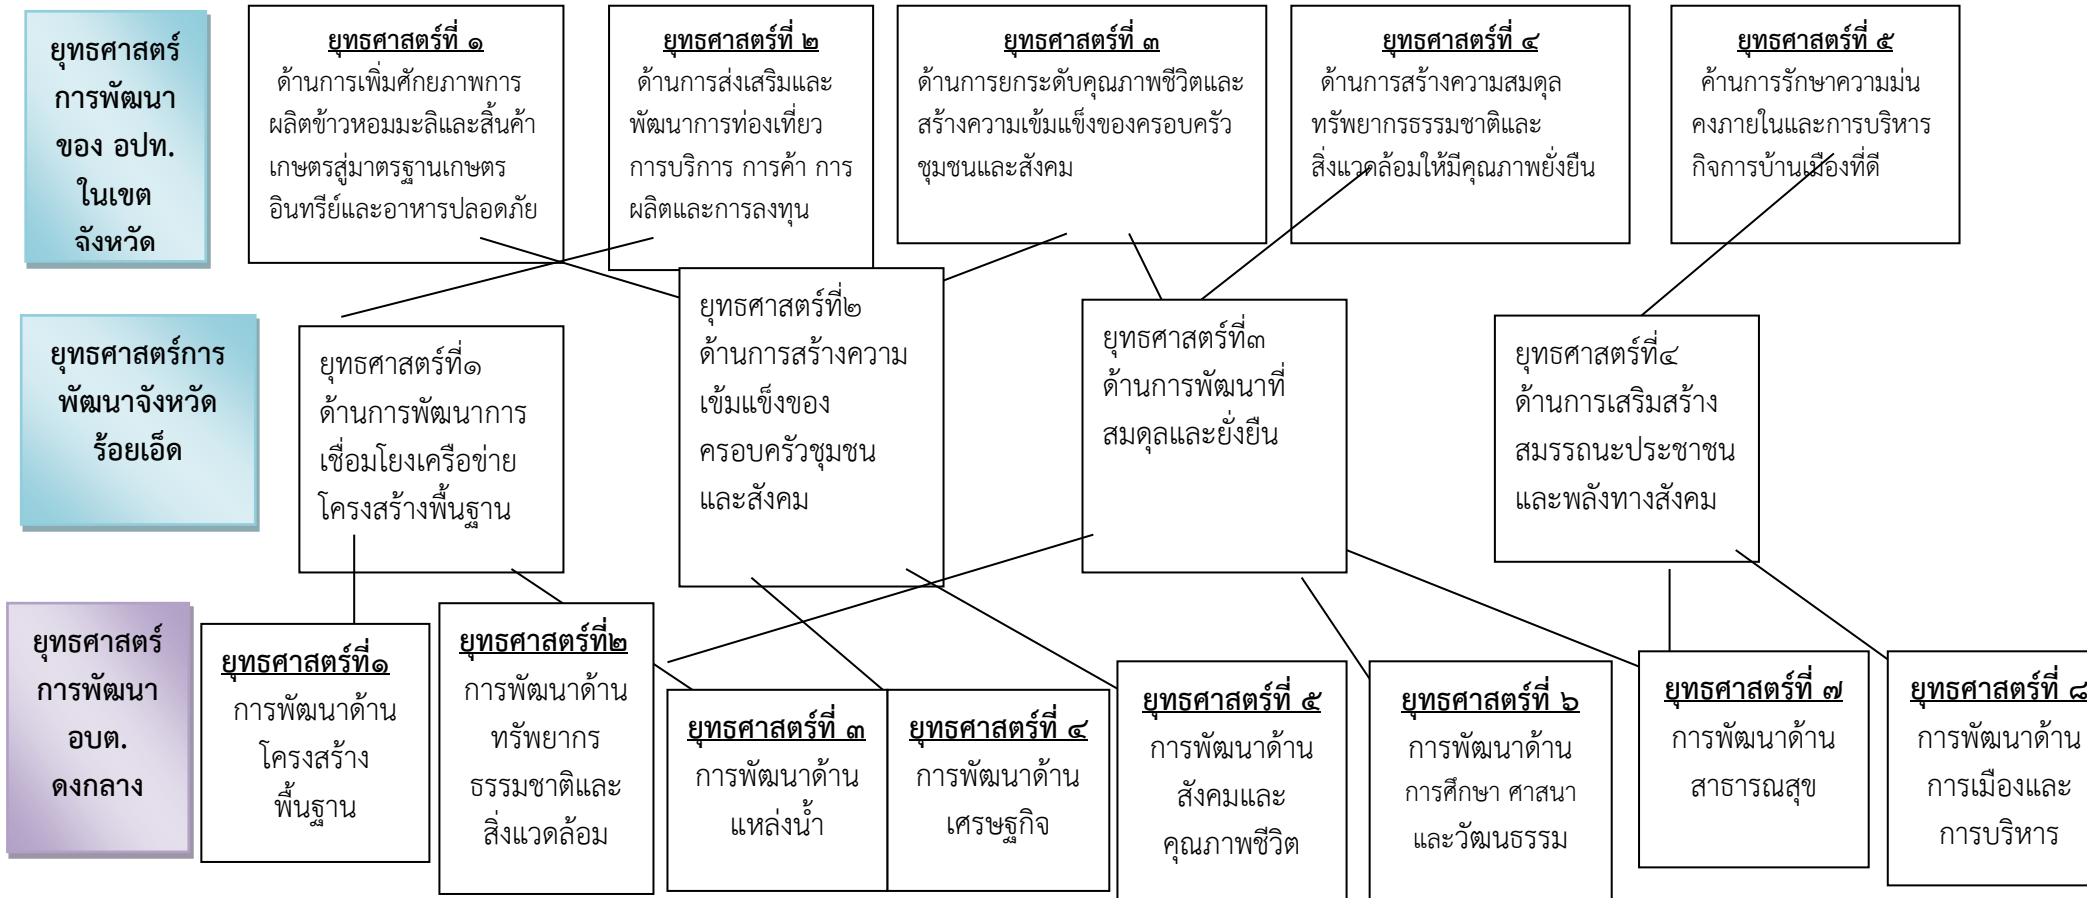 ยุทธศาสตร์
การพัฒนา
ของ อปท.
ในเขต
จังหวัด
ยุทธศาสตร์ที่ ๑
ด้านการเพิ่มศักยภาพการ
ผลิตข้าวหอมมะลิและสิ้นค้า
เกษตรสู่มาตรฐานเกษตร
อินทรีย์และอาหารปลอดภัย
ยุทธศาสตร์ที่ ๒
ด้านการส่งเสริมและ
พัฒนาการท่องเที่ยว
การบริการ การค้า การ
ผลิตและการลงทุน
ยุทธศาสตร์ที่ ๓
ด้านการยกระดับคุณภาพชีวิตและ
สร้างความเข้มแข็งของครอบครัว
ชุมชนและสังคม
ยุทธศาสตร์ที่ ๔
ด้านการสร้างความสมดุล
ทรัพยากรธรรมชาติและ
สิ่งแวดล้อมให้มีคุณภาพยั่งยืน
ยุทธศาสตร์ที่ ๕
ค้านการรักษาความม่น
คงภายในและการบริหาร
กิจการบ้านเมืองที่ดี
ยุทธศาสตร์การ
พัฒนาจังหวัด
ร้อยเอ็ด
ยุทธศาสตร์ที่๑
ด้านการพัฒนาการ
เชื่อมโยงเครือข่าย
โครงสร้างพื้นฐาน
ยุทธศาสตร์ที่๒
ด้านการสร้างความ
เข้มแข็งของ
ครอบครัวชุมชน
และสังคม
ยุทธศาสตร์ที่๓
ด้านการพัฒนาที่
สมดุลและยั่งยืน
ยุทธศาสตร์ที่๔
ด้านการเสริมสร้าง
สมรรถนะประชาชน
และพลังทางสังคม
ยุทธศาสตร์
การพัฒนา
อบต.
ดงกลาง
ยุทธศาสตร์ที่๑
การพัฒนาด้าน
โครงสร้าง
พื้นฐาน
ยุทธศาสตร์ที่๒
การพัฒนาด้าน
ทรัพยากร
ธรรมชาติและ
สิ่งแวดล้อม
ยุทธศาสตร์ที่ ๓
การพัฒนาด้าน
แหล่งน้ำ
ยุทธศาสตร์ที่ ๔
การพัฒนาด้าน
เศรษฐกิจ
ยุทธศาสตร์ที่ ๕
การพัฒนาด้าน
สังคมและ
คุณภาพชีวิต
ยุทธศาสตร์ที่ ๖
การพัฒนาด้าน
การศึกษา ศาสนา
และวัฒนธรรม
ยุทธศาสตร์ที่ ๗
การพัฒนาด้าน
สาธารณสุข
ยุทธศาสตร์ที่ ๘
การพัฒนาด้าน
การเมืองและ
การบริหาร